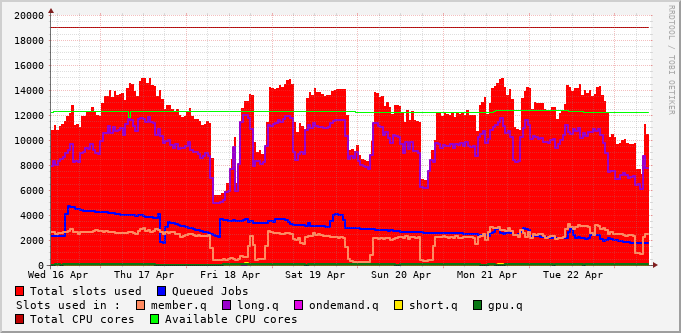 RRDTOOL / TOBI OETIKER
20000
18000
16000
14000
12000
10000
8000
6000
4000
2000
0
Wed 16 Apr Thu 17 Apr Fri 18 Apr Sat 19 Apr Sun 20 Apr Mon 21 Apr Tue 22 Apr
Total slots used Queued Jobs
Slots used in : member.q long.q ondemand.q short.q gpu.q
Total CPU cores Available CPU cores